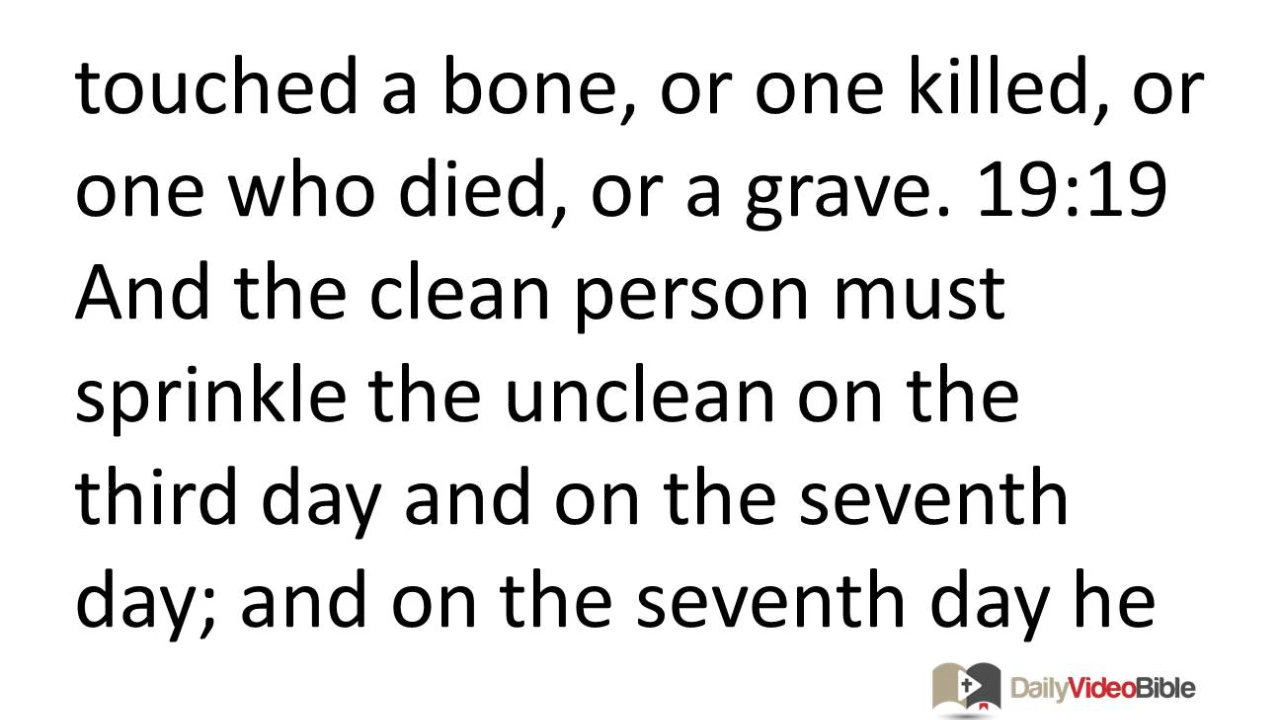 touched a bone, or one killed, or
one who died, or a grave. 19:19
And the clean person must
sprinkle the unclean on the
third day and on the seventh
day; and on the seventh day he
DailyVideoBible